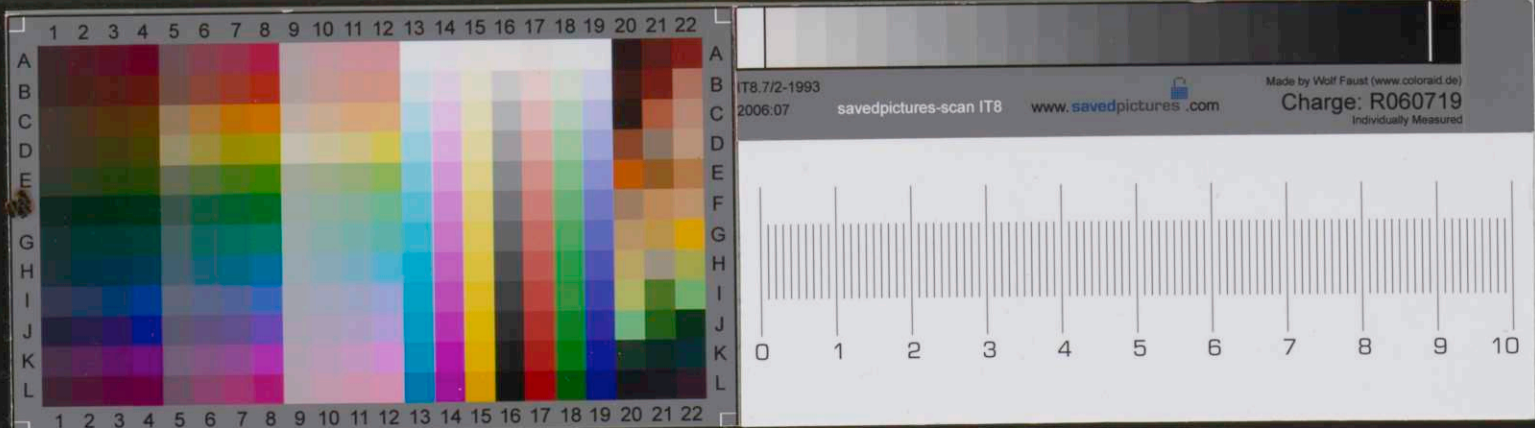 1 2 3 4 5 6 7 8 9 10 11 12 13 14 15 16 17 18 19 20 21 22
A A
B B
C C
D D
E E
F
G G
H H
I I
J J
K K
L L
1 2 3 4 5 6 7 8 9 10 11 12 13 14 15 16 17 18 19 20 21 22
IT8.7/2-1993
2006:07
savedpictures-scan IT8
www.savedpictures.com
Made by Wolf Faust (www.coloraid.de)
Charge: R060719
Individually Measured
0 1 2 3 4 5 6 7 8 9 10